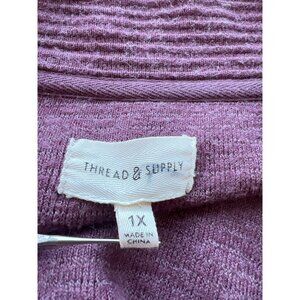 THREAD & SUPPLY
1X
MADE IN
CHINA